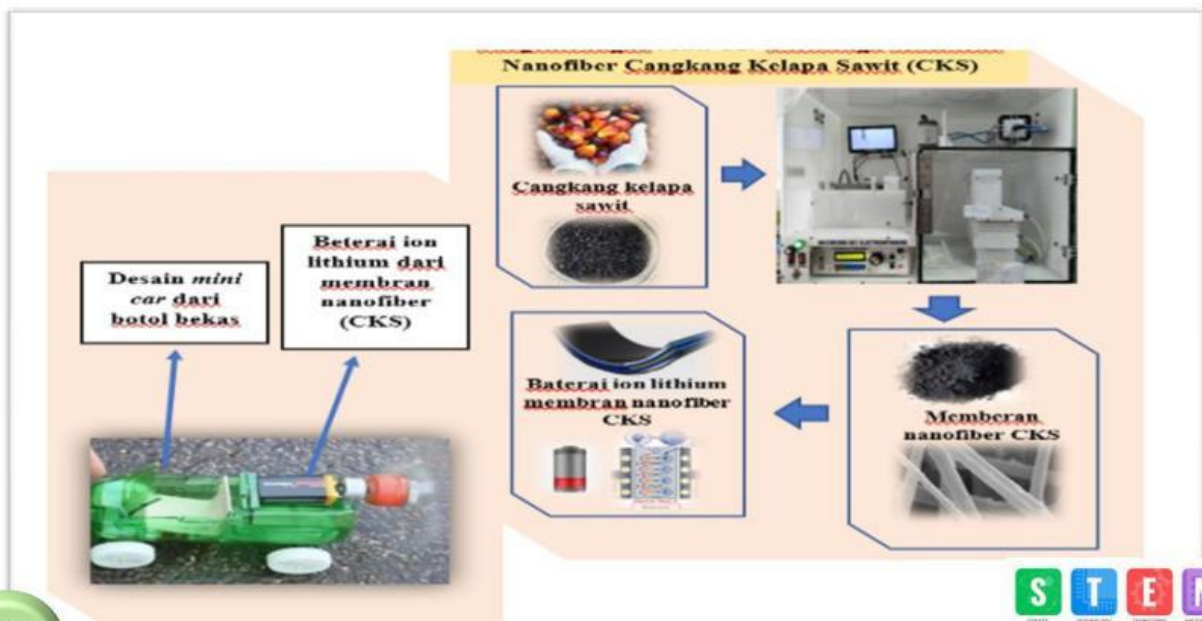 Nanofiber Cangkang Kelapa Sawit (CKS)
Cangkang kelapa
sawit
Beterai ion
lithium dari
membran
nanofiber
(CKS)
Desain mini
car dari
botol bekas
Baterai ion lithium
membran nanofiber
CKS
Memberan
nanofiber CKS
S T E